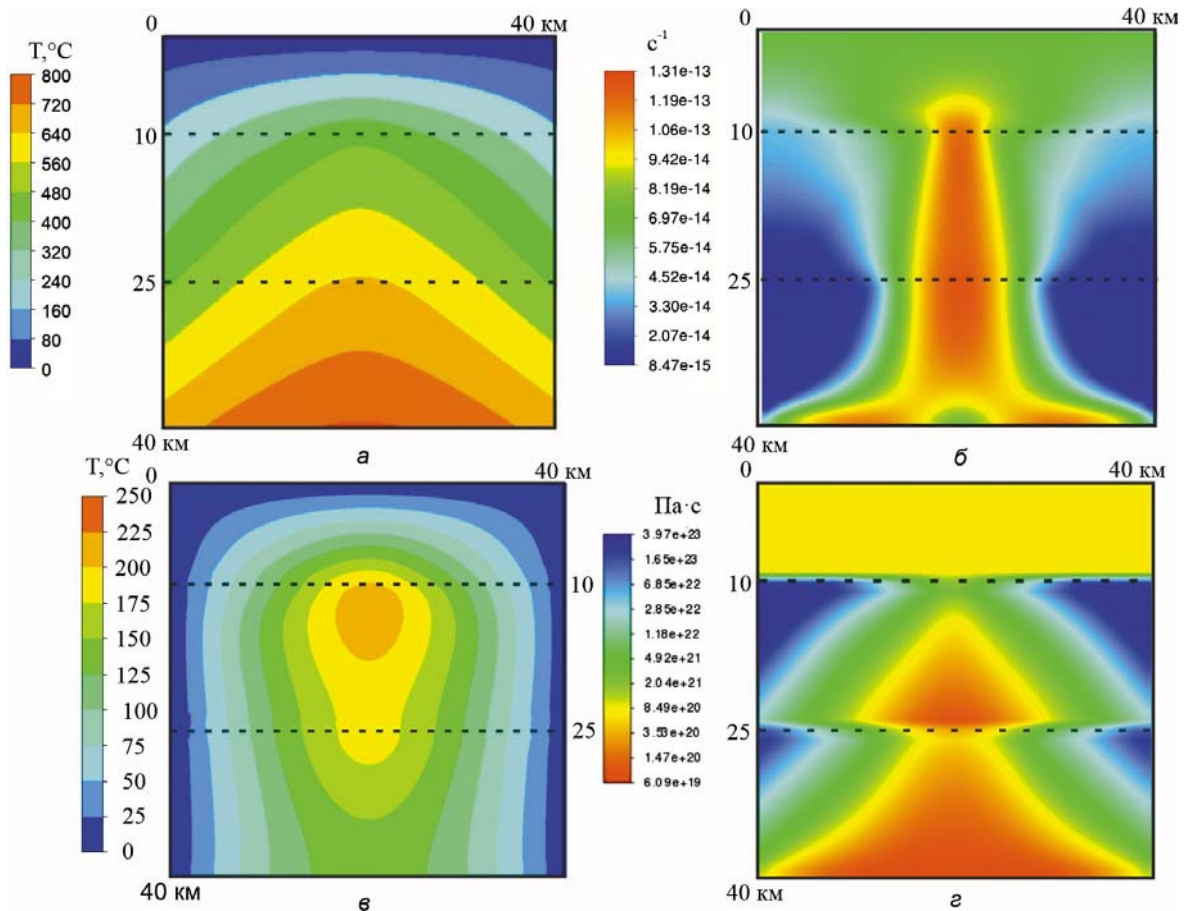 0
40 км
T,°C
800
720
640
560
480
400
320
240
160
80
0
10
25
40 км
а
0
40 км
с⁻¹
1.31e-13
1.19e-13
1.06e-13
9.42e-14
8.19e-14
6.97e-14
5.75e-14
4.52e-14
3.30e-14
2.07e-14
8.47e-15
10
25
40 км
б
0
40 км
T,°C
250
225
200
175
150
125
100
75
50
25
0
10
25
40 км
в
0
40 км
Па·с
3.97e+23
1.65e+23
6.85e+22
2.85e+22
1.18e+22
4.92e+21
2.04e+21
8.49e+20
3.53e+20
1.47e+20
6.09e+19
10
25
40 км
г